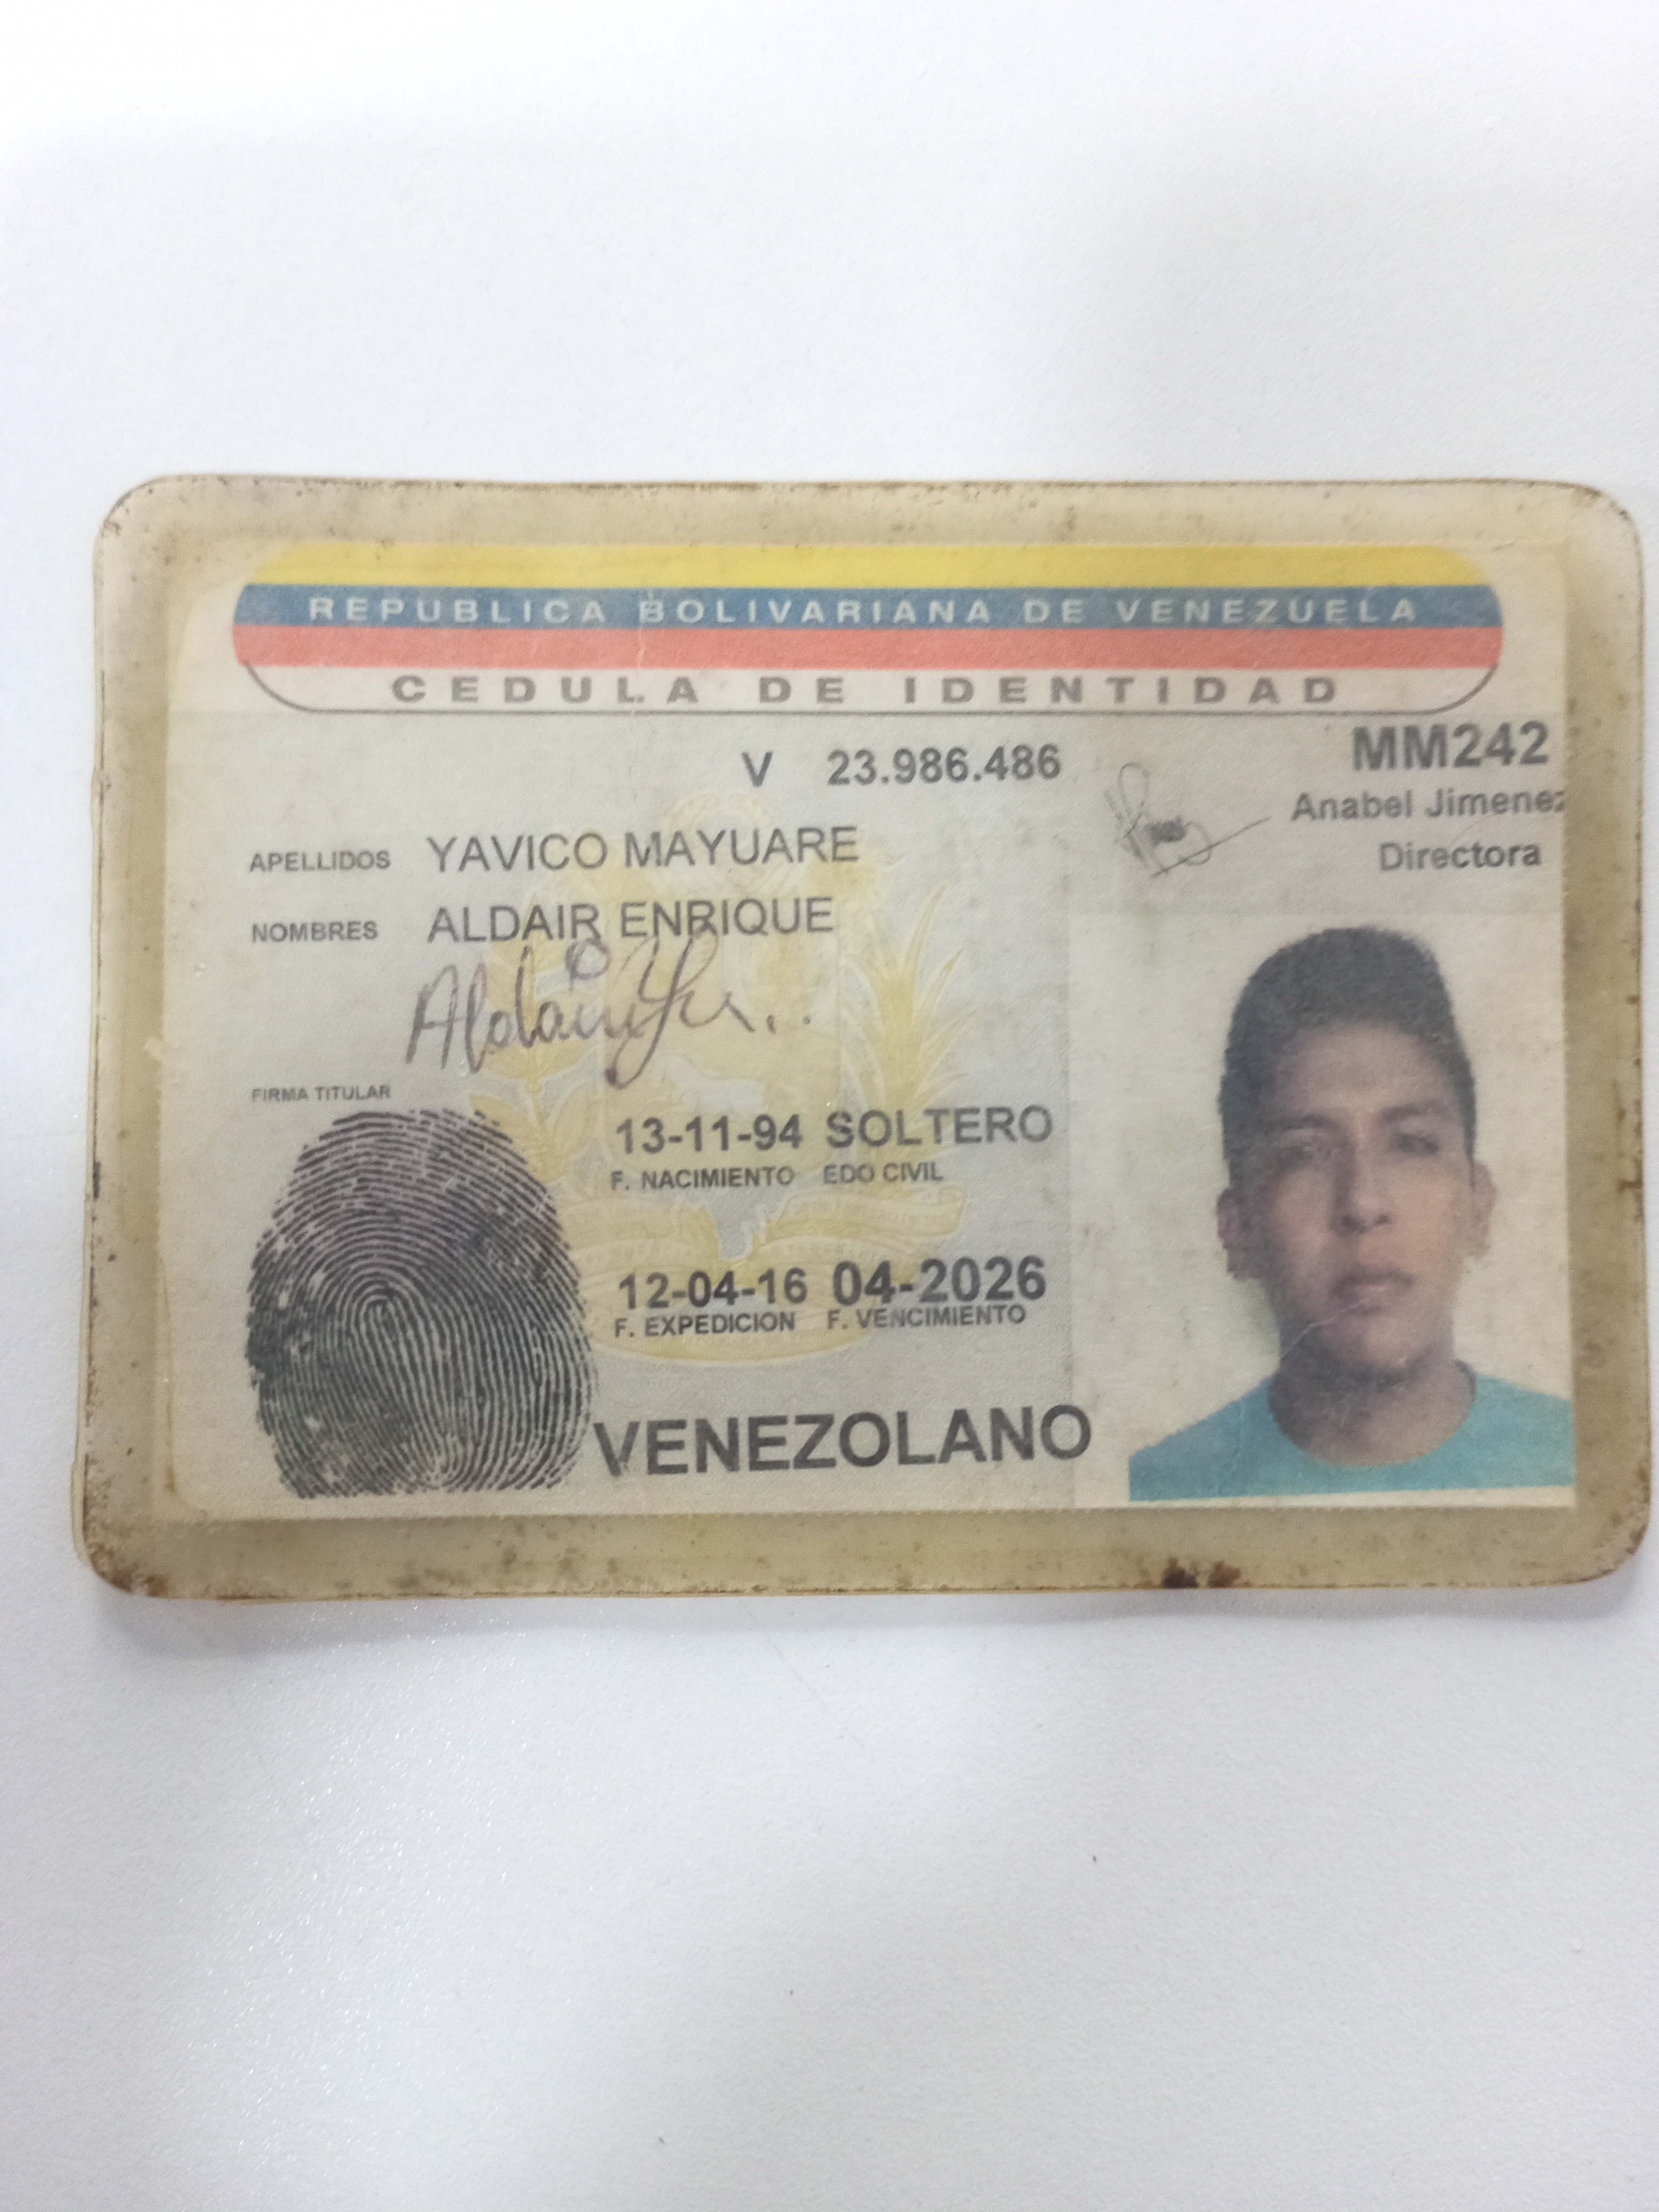 REPUBLICA BOLIVARIANA DE VENEZUELA
CEDULA DE IDENTIDAD
V 23.986.486
MM242
Anabel Jimenez
Directora
APELLIDOS YAVICO MAYUARE
NOMBRES ALDAIR ENRIQUE
FIRMA TITULAR
13-11-94 SOLTERO
F. NACIMIENTO EDO CIVIL
12-04-16 04-2026
F. EXPEDICION F. VENCIMIENTO
VENEZOLANO